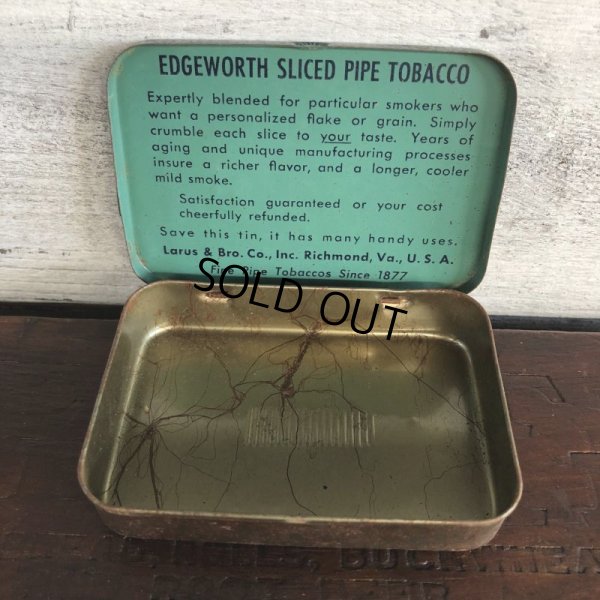 EDGEWORTH SLICED PIPE TOBACCO
Expertly blended for particular smokers who
want a personalized flake or grain. Simply
crumble each slice to your taste. Years of
aging and unique manufacturing processes
insure a richer flavor, and a longer, cooler
mild smoke.
Satisfaction guaranteed or your cost
cheerfully refunded.
Save this tin, it has many handy uses.
Larus & Bro. Co., Inc. Richmond, Va., U. S. A.
Fine Pipe Tobaccos Since 1877
SOLD OUT